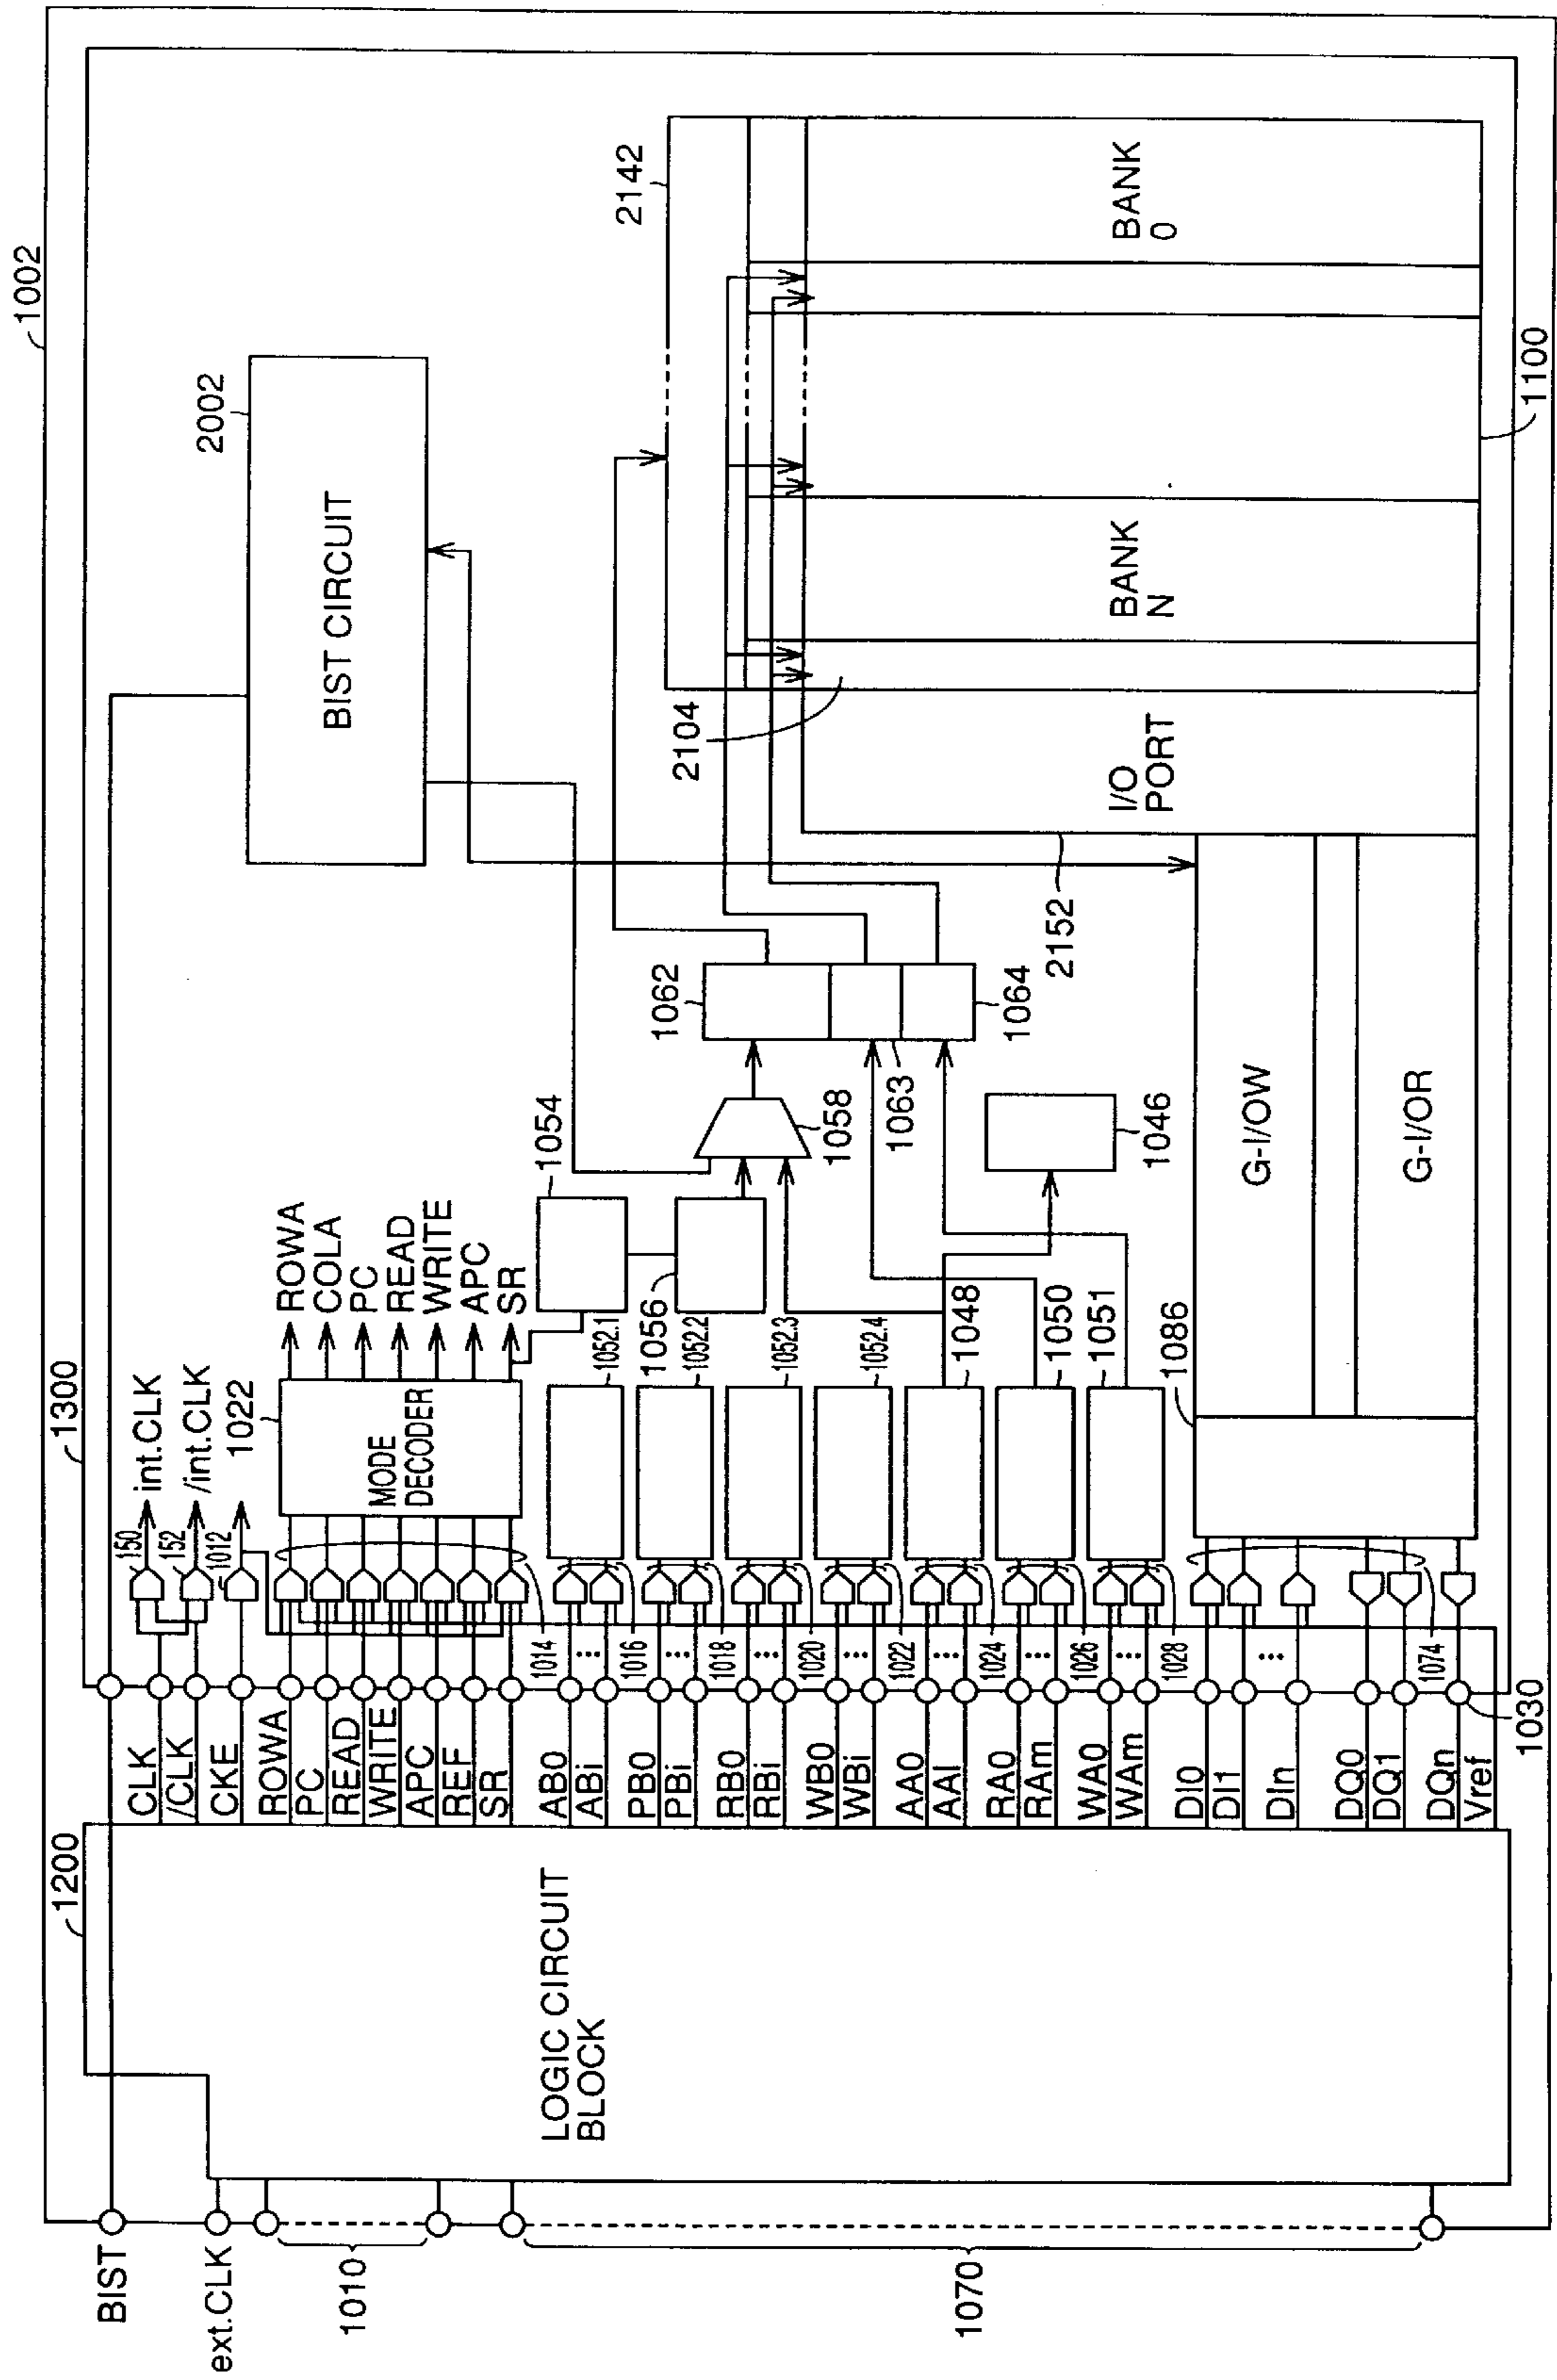 1002
1300
1200
BIST
ext.CLK
1010
1070
LOGIC CIRCUIT
BLOCK
CLK
/CLK
CKE
ROWA
PC
READ
WRITE
APC
REF
SR
AB0
ABi
PB0
PBi
RB0
RBi
WB0
WBi
AA0
AAl
RA0
RAm
WA0
WAm
DI0
DI1
DIn
DQ0
DQ1
DQn
Vref
1030
150
152
1012
int.CLK
/int.CLK
1022
1014
...
1016
...
1018
...
1020
...
1022
...
1024
...
1026
...
1028
...
1074
MODE
DECODER
ROWA
COLA
PC
READ
WRITE
APC
SR
1052.1
1052.2
1052.3
1052.4
1048
1050
1051
1086
1054
1056
1058
1062
1063
1064
1046
BIST CIRCUIT
2002
2142
2104
2152
I/O
PORT
BANK
N
BANK
0
G-I/OW
G-I/OR
1100